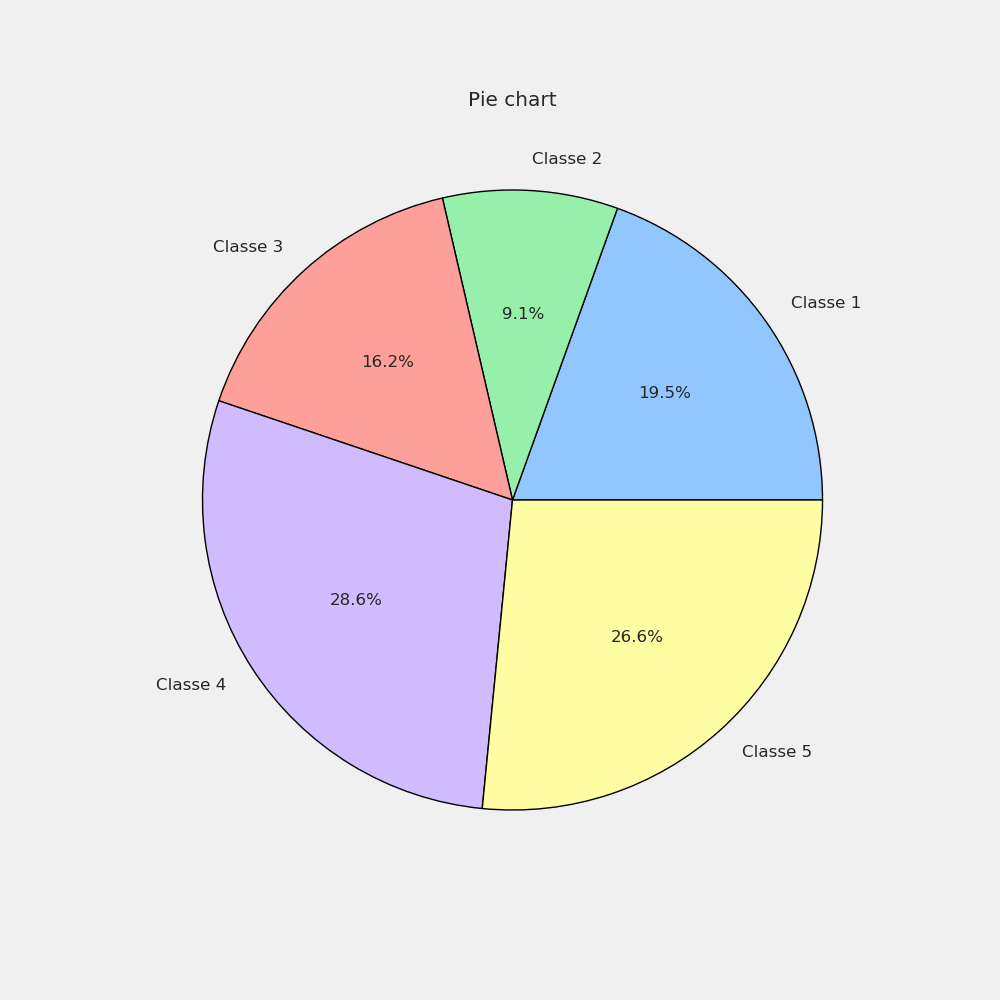 Pie chart
Classe 2
Classe 3
Classe 1
9.1%
16.2%
19.5%
28.6%
26.6%
Classe 4
Classe 5